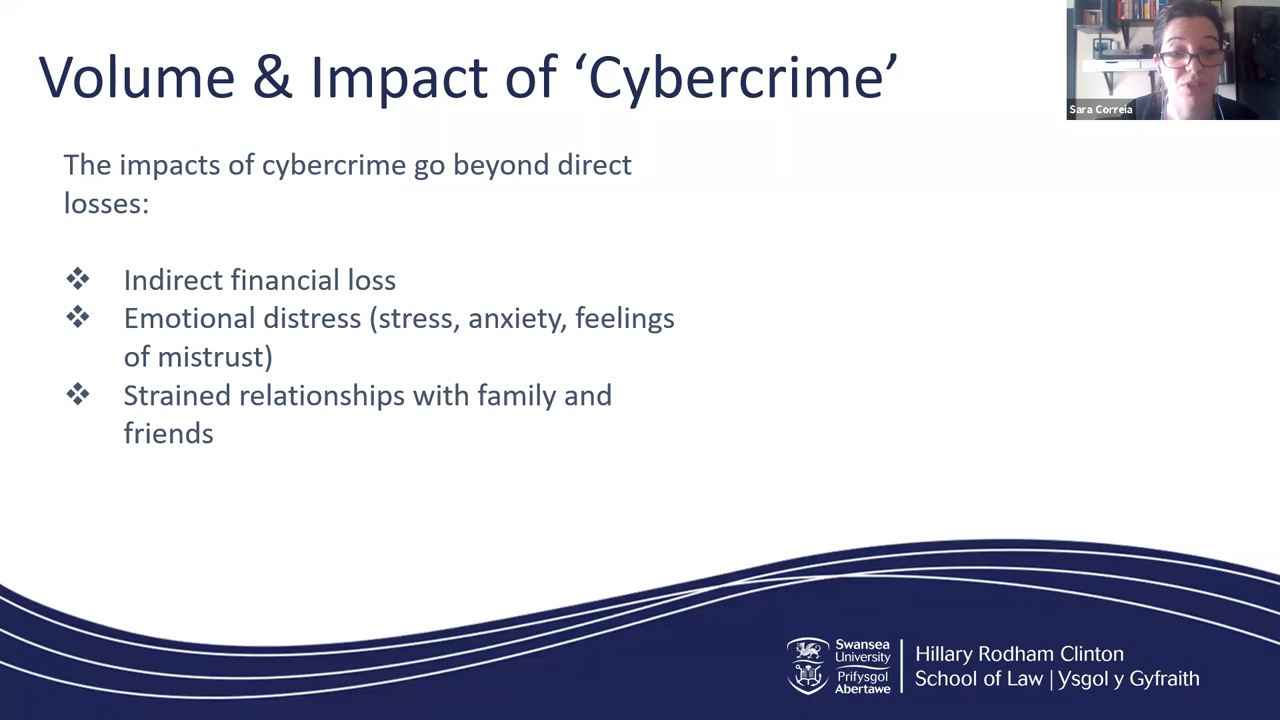 Volume & Impact of ‘Cybercrime’
Sara Correia
The impacts of cybercrime go beyond direct
losses:
❖ Indirect financial loss
❖ Emotional distress (stress, anxiety, feelings
of mistrust)
❖ Strained relationships with family and
friends
Swansea
University
Prifysgol
Abertawe
Hillary Rodham Clinton
School of Law | Ysgol y Gyfraith